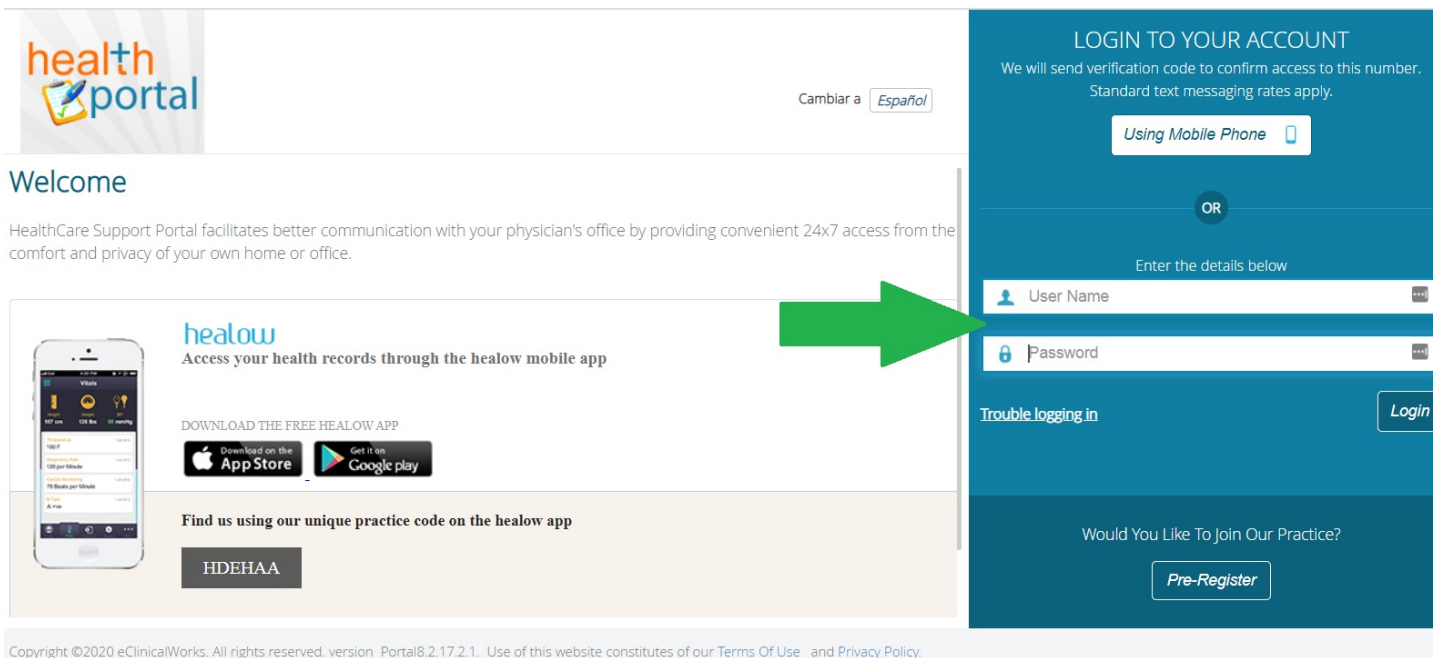 health
portal
Cambiar a Español
Welcome
HealthCare Support Portal facilitates better communication with your physician's office by providing convenient 24x7 access from the
comfort and privacy of your own home or office.
healow
Access your health records through the healow mobile app
DOWNLOAD THE FREE HEALOW APP
Download on the
App Store
Get it on
Google play
Vitals
107 cm
126 lbs
Find us using our unique practice code on the healow app
HDEHAA
LOGIN TO YOUR ACCOUNT
We will send verification code to confirm access to this number.
Standard text messaging rates apply.
Using Mobile Phone
OR
Enter the details below
User Name
Password
Trouble logging in
Login
Would You Like To Join Our Practice?
Pre-Register
Copyright ©2020 eClinicalWorks. All rights reserved. version Portal8.2.17.2.1. Use of this website constitutes of our Terms Of Use and Privacy Policy.